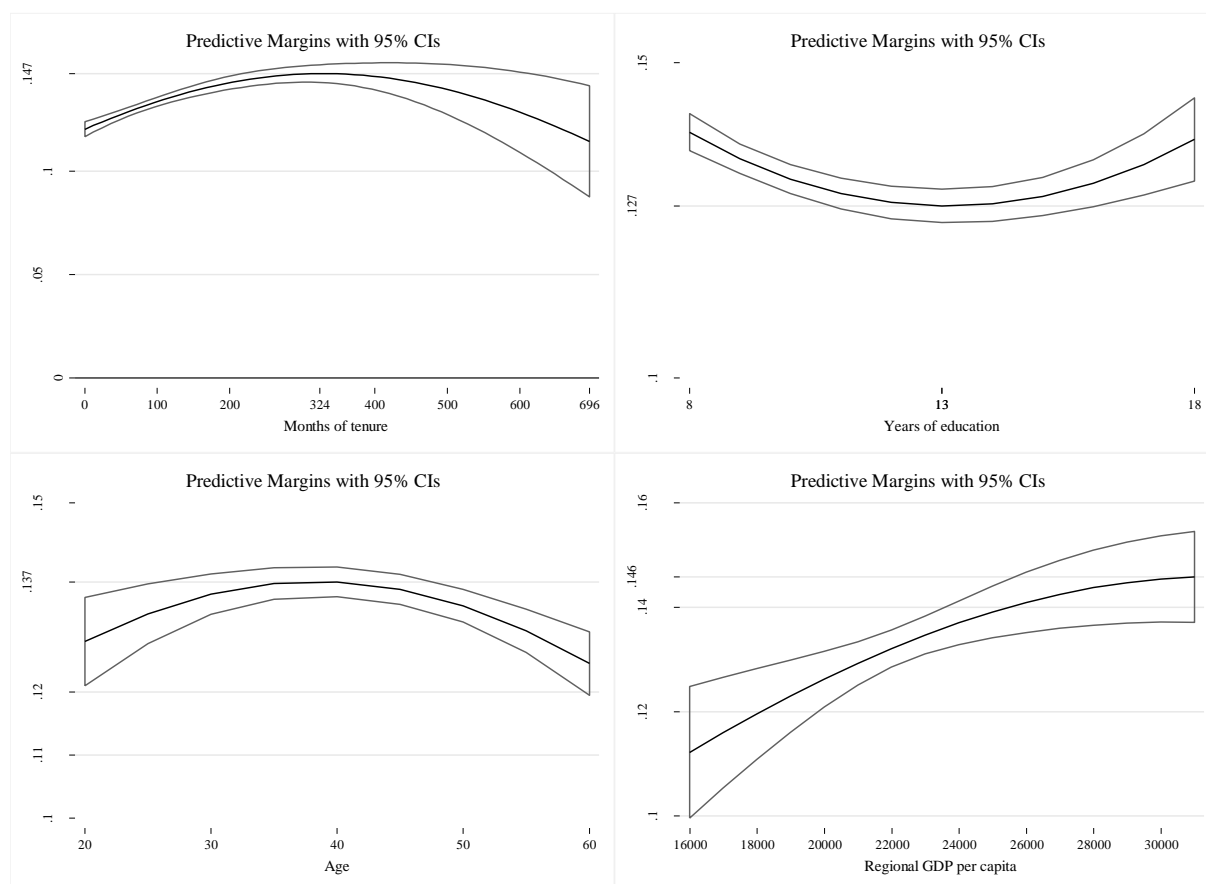 Predictive Margins with 95% CIs
.147
.1
.05
0
0 100 200 324 400 500 600 696
Months of tenure
Predictive Margins with 95% CIs
.15
.127
.1
8 13 18
Years of education
Predictive Margins with 95% CIs
.15
.137
.12
.11
.1
20 30 40 50 60
Age
Predictive Margins with 95% CIs
.16
.146
.14
.12
.1
16000 18000 20000 22000 24000 26000 28000 30000
Regional GDP per capita